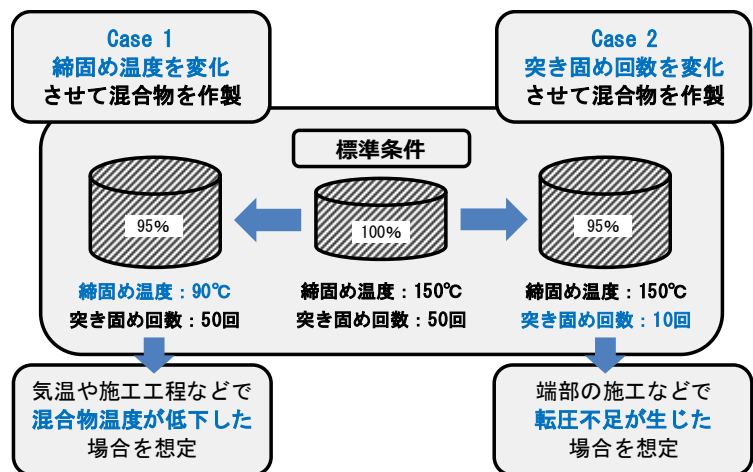 Case 1
締固め温度を変化
させて混合物を作製
Case 2
突き固め回数を変化
させて混合物を作製
標準条件
95%
100%
95%
締固め温度：90℃
突き固め回数：50回
締固め温度：150℃
突き固め回数：50回
締固め温度：150℃
突き固め回数：10回
気温や施工工程などで
混合物温度が低下した
場合を想定
端部の施工などで
転圧不足が生じた
場合を想定